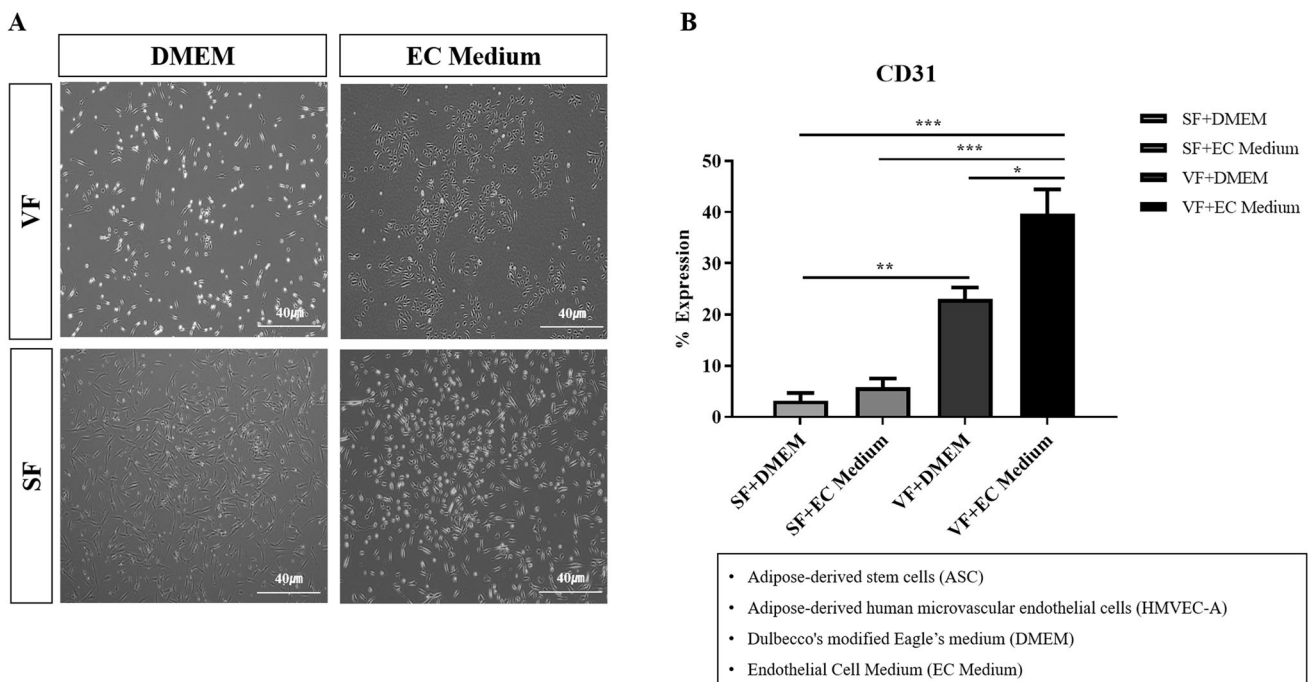 A
DMEM
EC Medium
VF
40㎛
40㎛
SF
40㎛
40㎛
B
CD31
***
***
*
**
SF+DMEM
SF+EC Medium
VF+DMEM
VF+EC Medium
% Expression
50
40
30
20
10
0
SF+DMEM
SF+EC Medium
VF+DMEM
VF+EC Medium
• Adipose-derived stem cells (ASC)
• Adipose-derived human microvascular endothelial cells (HMVEC-A)
• Dulbecco's modified Eagle’s medium (DMEM)
• Endothelial Cell Medium (EC Medium)